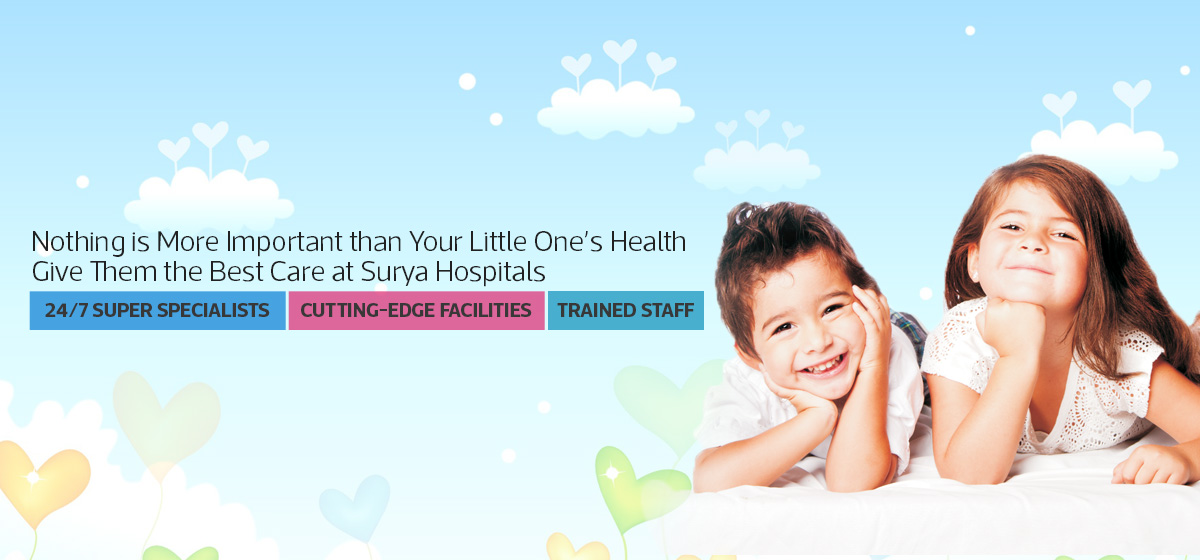 Nothing is More Important than Your Little One's Health
Give Them the Best Care at Surya Hospitals
24/7 SUPER SPECIALISTS CUTTING-EDGE FACILITIES TRAINED STAFF